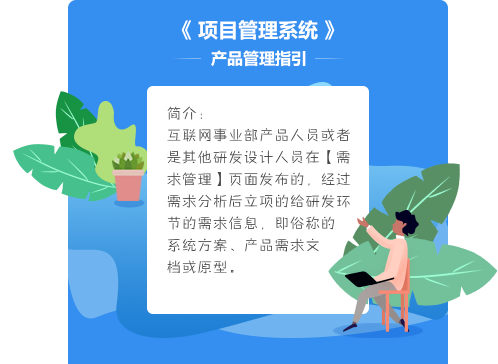 《 项目管理系统 》
产品管理指引
简介：
互联网事业部产品人员或者
是其他研发设计人员在【需
求管理】页面发布的，经过
需求分析后立项的给研发环
节的需求信息，即俗称的
系统方案、产品需求文
档或原型。